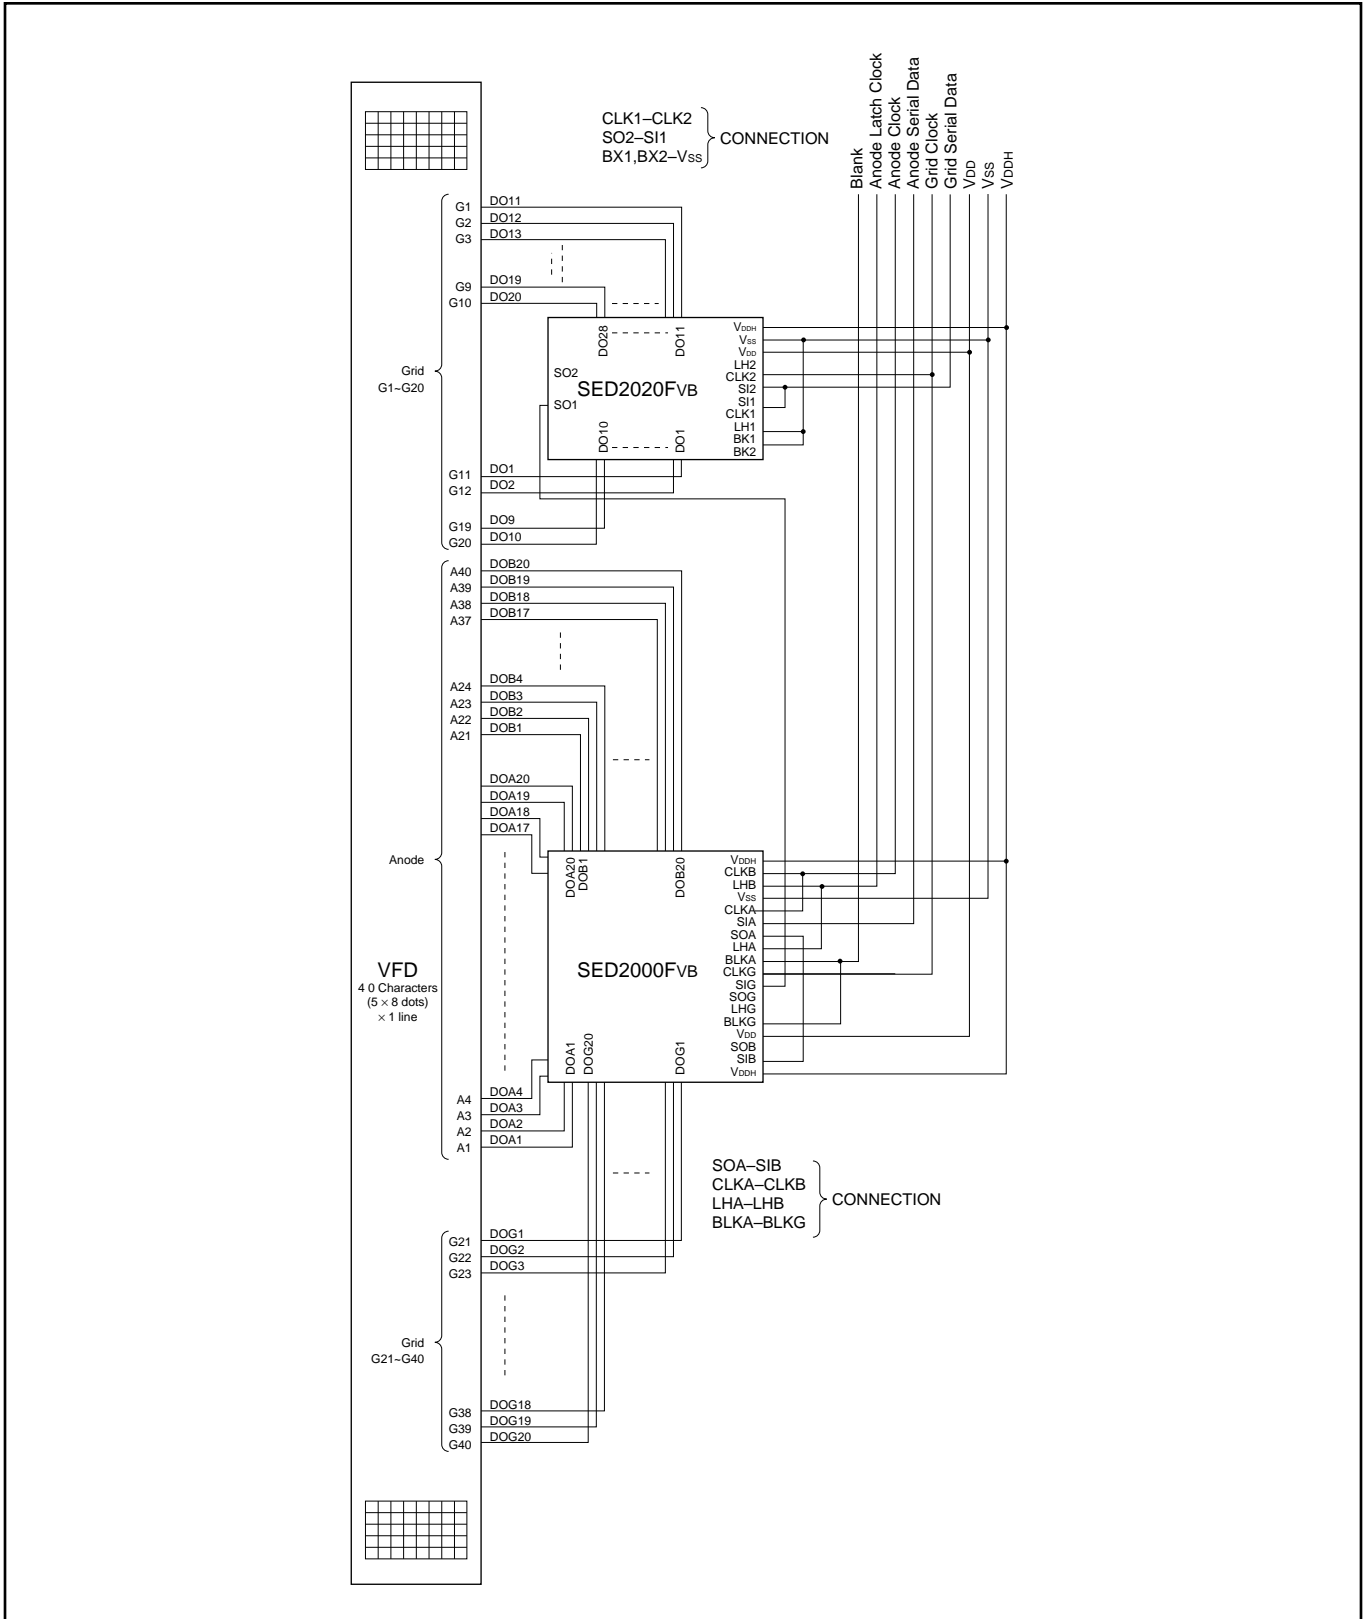 CLK1–CLK2
SO2–SI1
BX1,BX2–VSS
CONNECTION
Blank
Anode Latch Clock
Anode Clock
Anode Serial Data
Grid Clock
Grid Serial Data
VDD
VSS
VDDH
G1 DO11
G2 DO12
G3 DO13
G9 DO19
G10 DO20
Grid
G1~G20
DO28
DO11
SO2
SO1
SED2020FVB
DO10
DO1
VDDH
VSS
VDD
LH2
CLK2
SI2
SI1
CLK1
LH1
BK1
BK2
G11 DO1
G12 DO2
G19 DO9
G20 DO10
A40 DOB20
A39 DOB19
A38 DOB18
A37 DOB17
A24 DOB4
A23 DOB3
A22 DOB2
A21 DOB1
DOA20
DOA19
DOA18
DOA17
Anode
DOA20
DOB1
DOB20
VDDH
CLKB
LHB
VSS
CLKA
SIA
SOA
LHA
BLKA
CLKG
SIG
SOG
LHG
BLKG
VDD
SOB
SIB
VDDH
SED2000FVB
VFD
4 0 Characters
(5 × 8 dots)
× 1 line
DOA1
DOG20
DOG1
A4 DOA4
A3 DOA3
A2 DOA2
A1 DOA1
SOA–SIB
CLKA–CLKB
LHA–LHB
BLKA–BLKG
CONNECTION
G21 DOG1
G22 DOG2
G23 DOG3
Grid
G21~G40
G38 DOG18
G39 DOG19
G40 DOG20